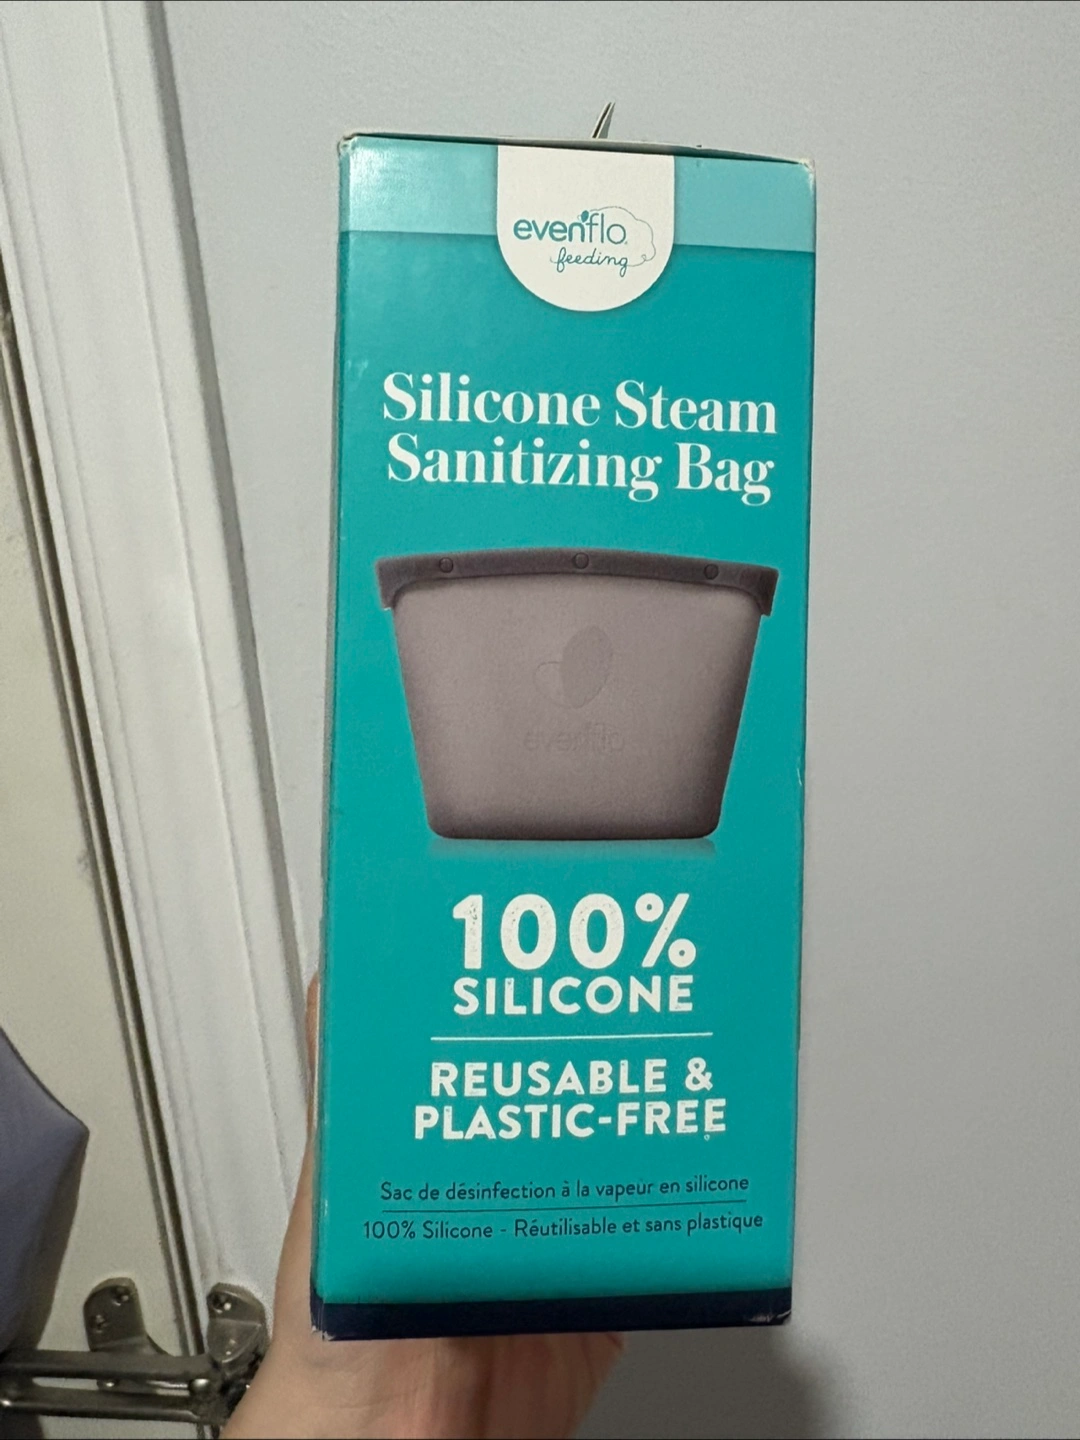 evenflo
feeding
Silicone Steam
Sanitizing Bag
evenflo
100%
SILICONE
REUSABLE &
PLASTIC-FREE
Sac de désinfection à la vapeur en silicone
100% Silicone - Réutilisable et sans plastique